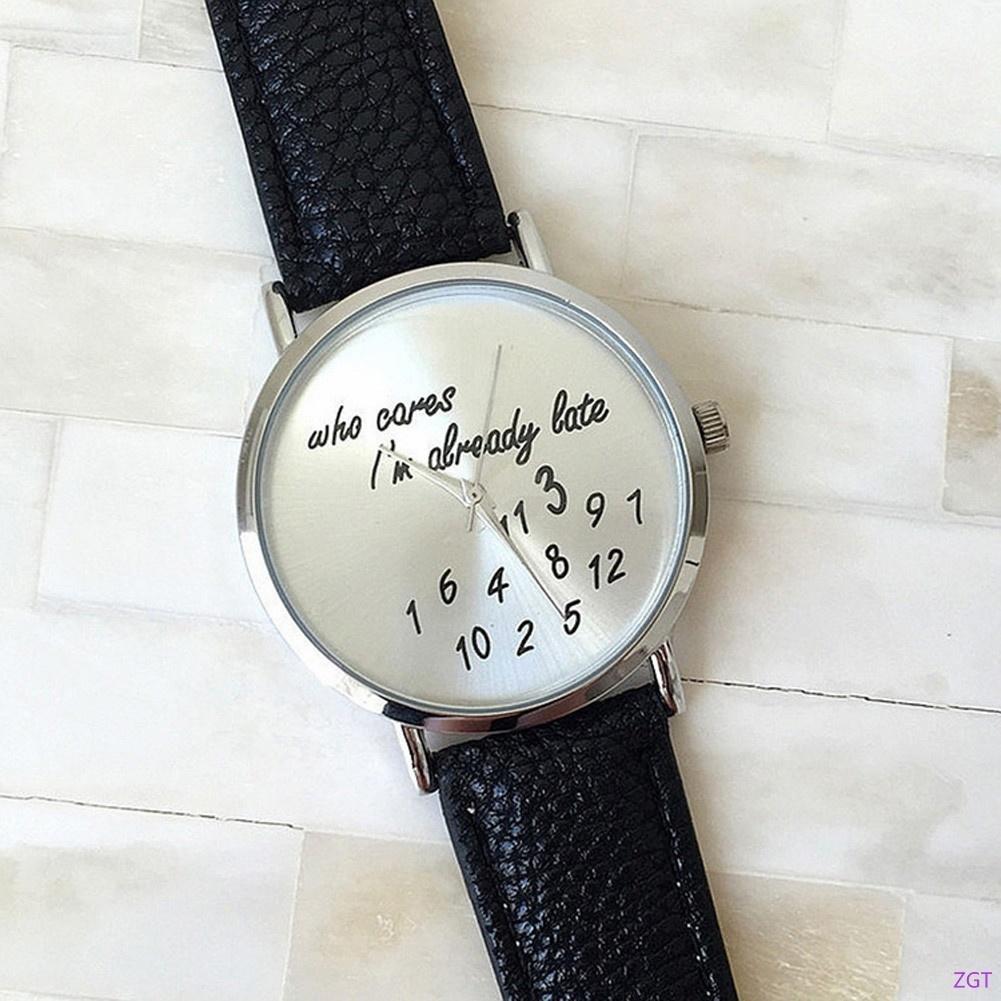 who cares
I'm already late
3
11 9 1
8 12
6 4
1 5
10 2
ZGT